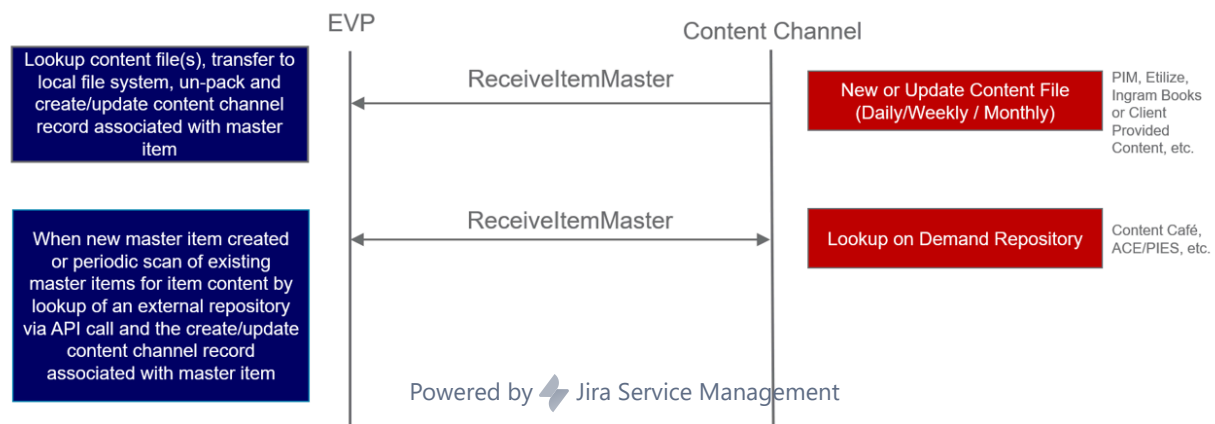 EVP
Content Channel
Lookup content file(s), transfer to
local file system, un-pack and
create/update content channel
record associated with master
item
ReceiveItemMaster
New or Update Content File
(Daily/Weekly / Monthly)
PIM, Etilize,
Ingram Books
or Client
Provided
Content, etc.
When new master item created
or periodic scan of existing
master items for item content by
lookup of an external repository
via API call and the create/update
content channel record
associated with master item
ReceiveItemMaster
Lookup on Demand Repository
Content Café,
ACE/PIES, etc.
Powered by Jira Service Management